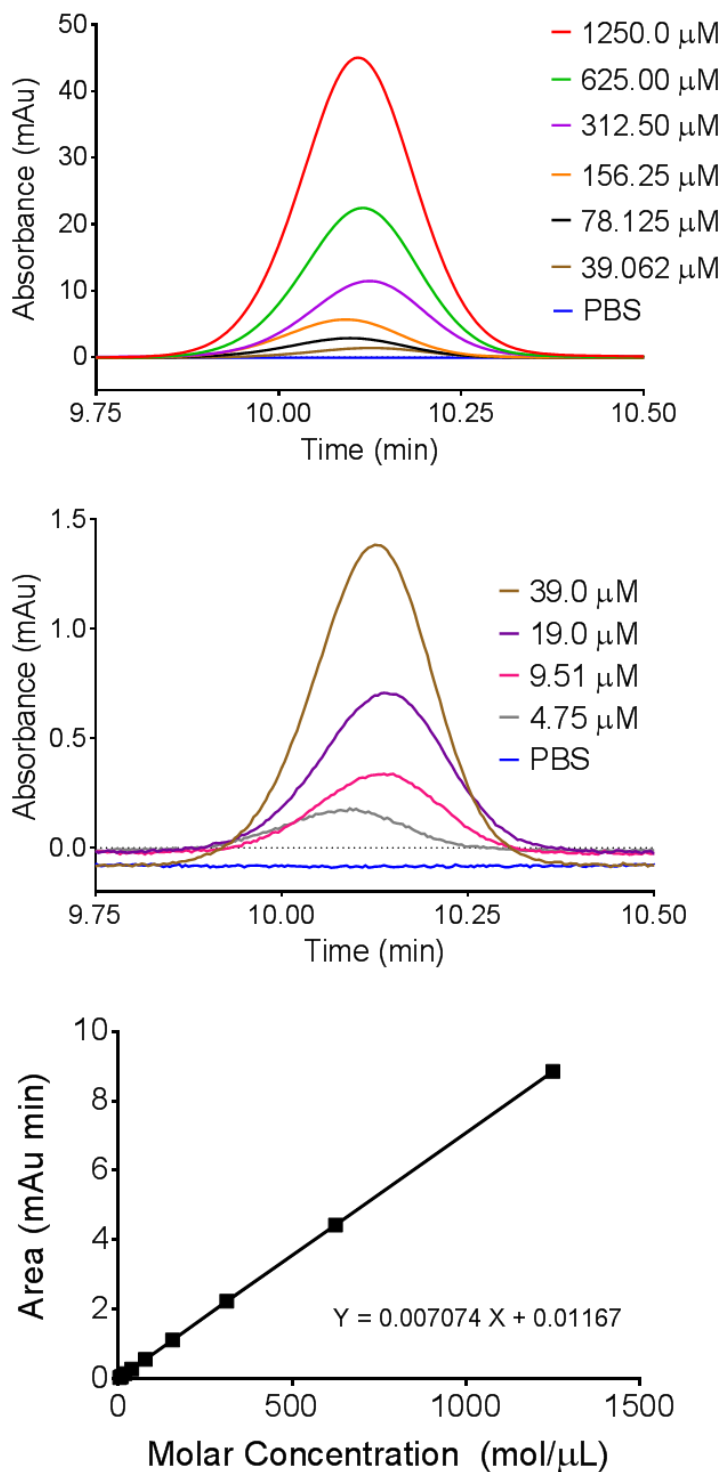 50
40
30
20
10
0
Absorbance (mAu)
1250.0 μM
625.00 μM
312.50 μM
156.25 μM
78.125 μM
39.062 μM
PBS
9.75 10.00 10.25 10.50
Time (min)
1.5
1.0
0.5
0.0
Absorbance (mAu)
39.0 μM
19.0 μM
9.51 μM
4.75 μM
PBS
9.75 10.00 10.25 10.50
Time (min)
10
8
6
4
2
0
Area (mAu min)
Y = 0.007074 X + 0.01167
0 500 1000 1500
Molar Concentration (mol/μL)